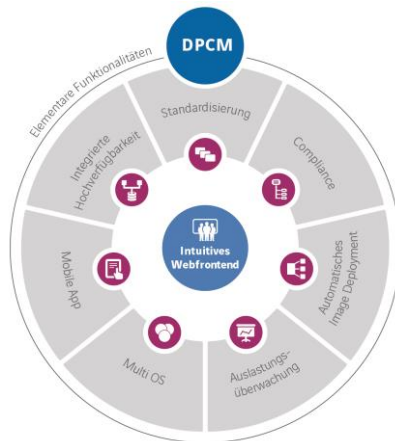 DPCM
Elementare Funktionalitäten
Standardisierung
Compliance
Automatisches
Image Deployment
Auslastungs-
überwachung
Multi OS
Mobile App
Integrierte
Hochverfügbarkeit
Intuitives
Webfrontend